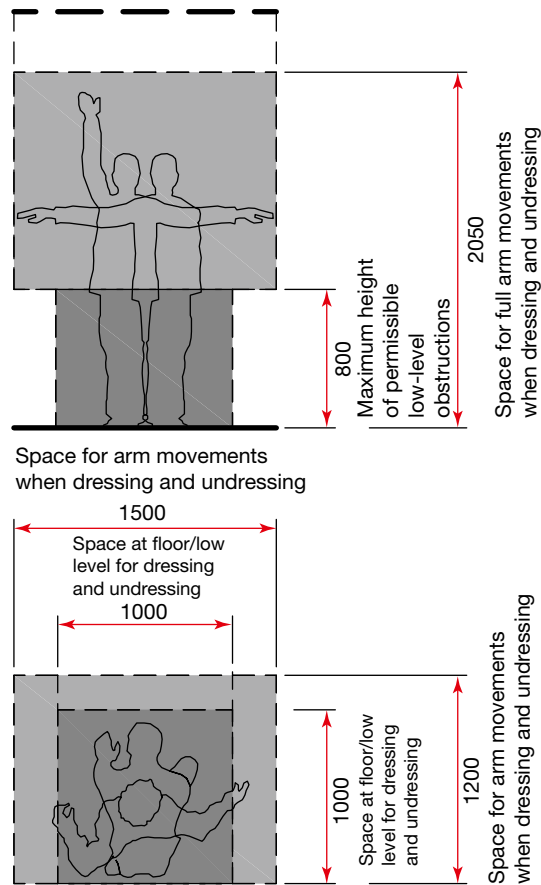 2050
Space for full arm movements
when dressing and undressing
800
Maximum height
of permissible
low-level
obstructions
Space for arm movements
when dressing and undressing
1500
Space at floor/low
level for dressing
and undressing
1000
1000
Space at floor/low
level for dressing
and undressing
1200
Space for arm movements
when dressing and undressing